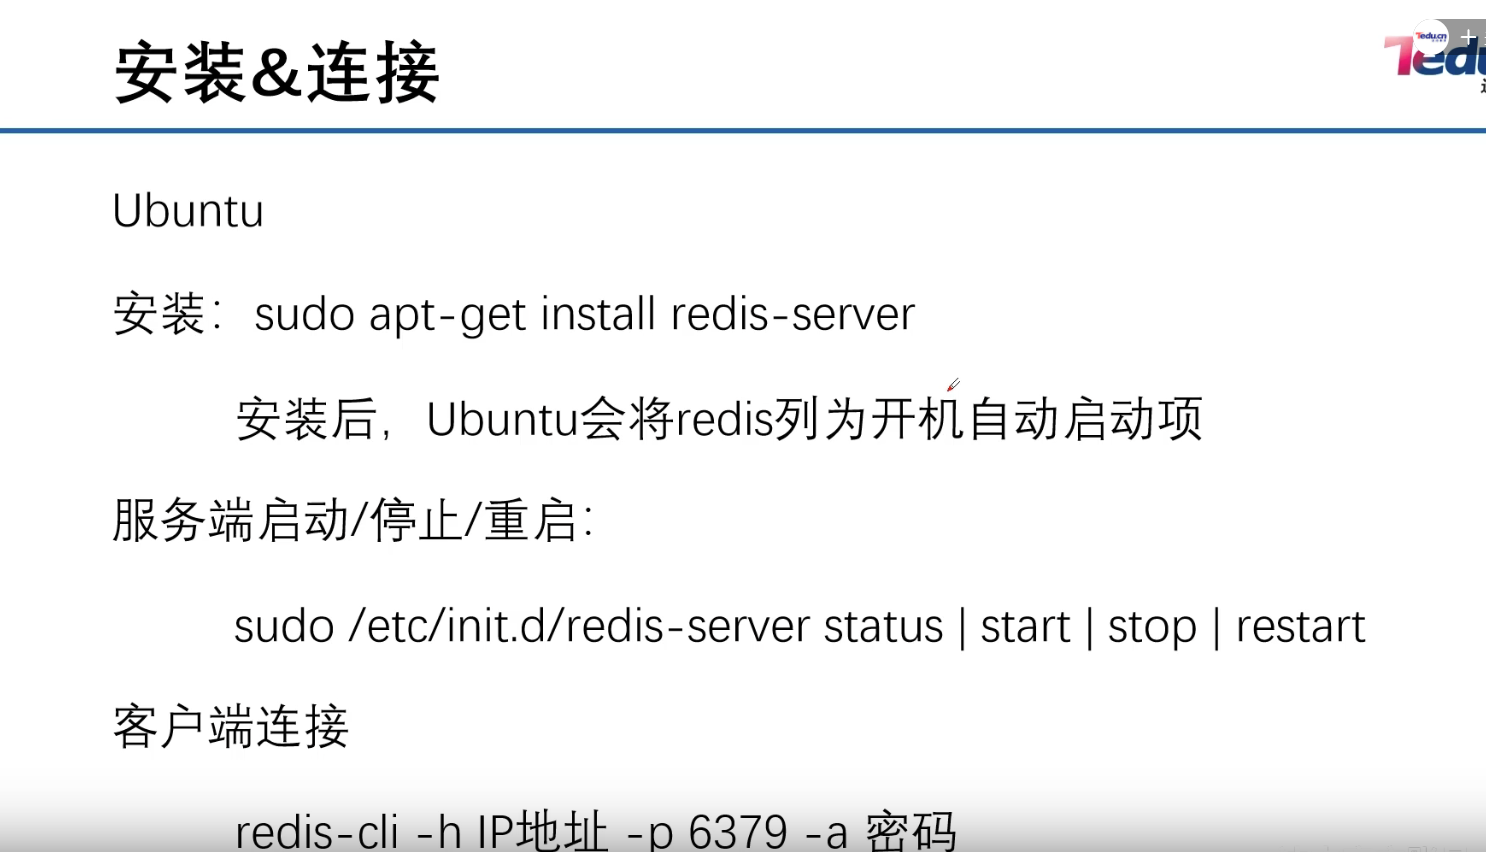 安装&连接
Tedu.cn
Tedu
Ubuntu
安装：sudo apt-get install redis-server
安装后，Ubuntu会将redis列为开机自动启动项
服务端启动/停止/重启：
sudo /etc/init.d/redis-server status | start | stop | restart
客户端连接
redis-cli -h IP地址 -p 6379 -a 密码